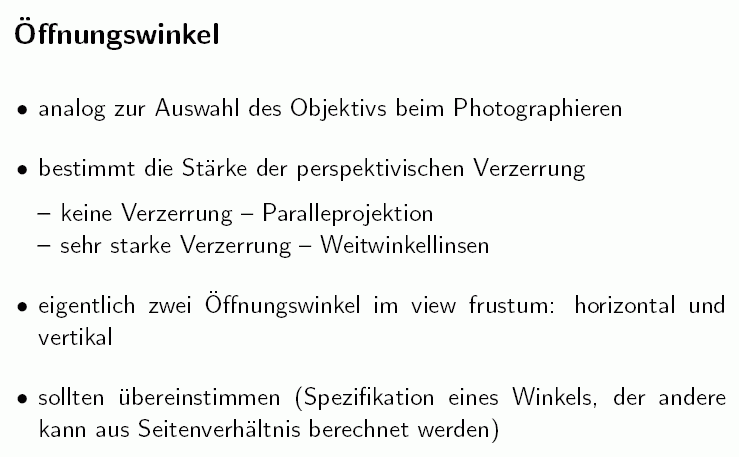 Öffnungswinkel
• analog zur Auswahl des Objektivs beim Photographieren
• bestimmt die Stärke der perspektivischen Verzerrung
– keine Verzerrung – Paralleprojektion
– sehr starke Verzerrung – Weitwinkellinsen
• eigentlich zwei Öffnungswinkel im view frustum: horizontal und
vertikal
• sollten übereinstimmen (Spezifikation eines Winkels, der andere
kann aus Seitenverhältnis berechnet werden)